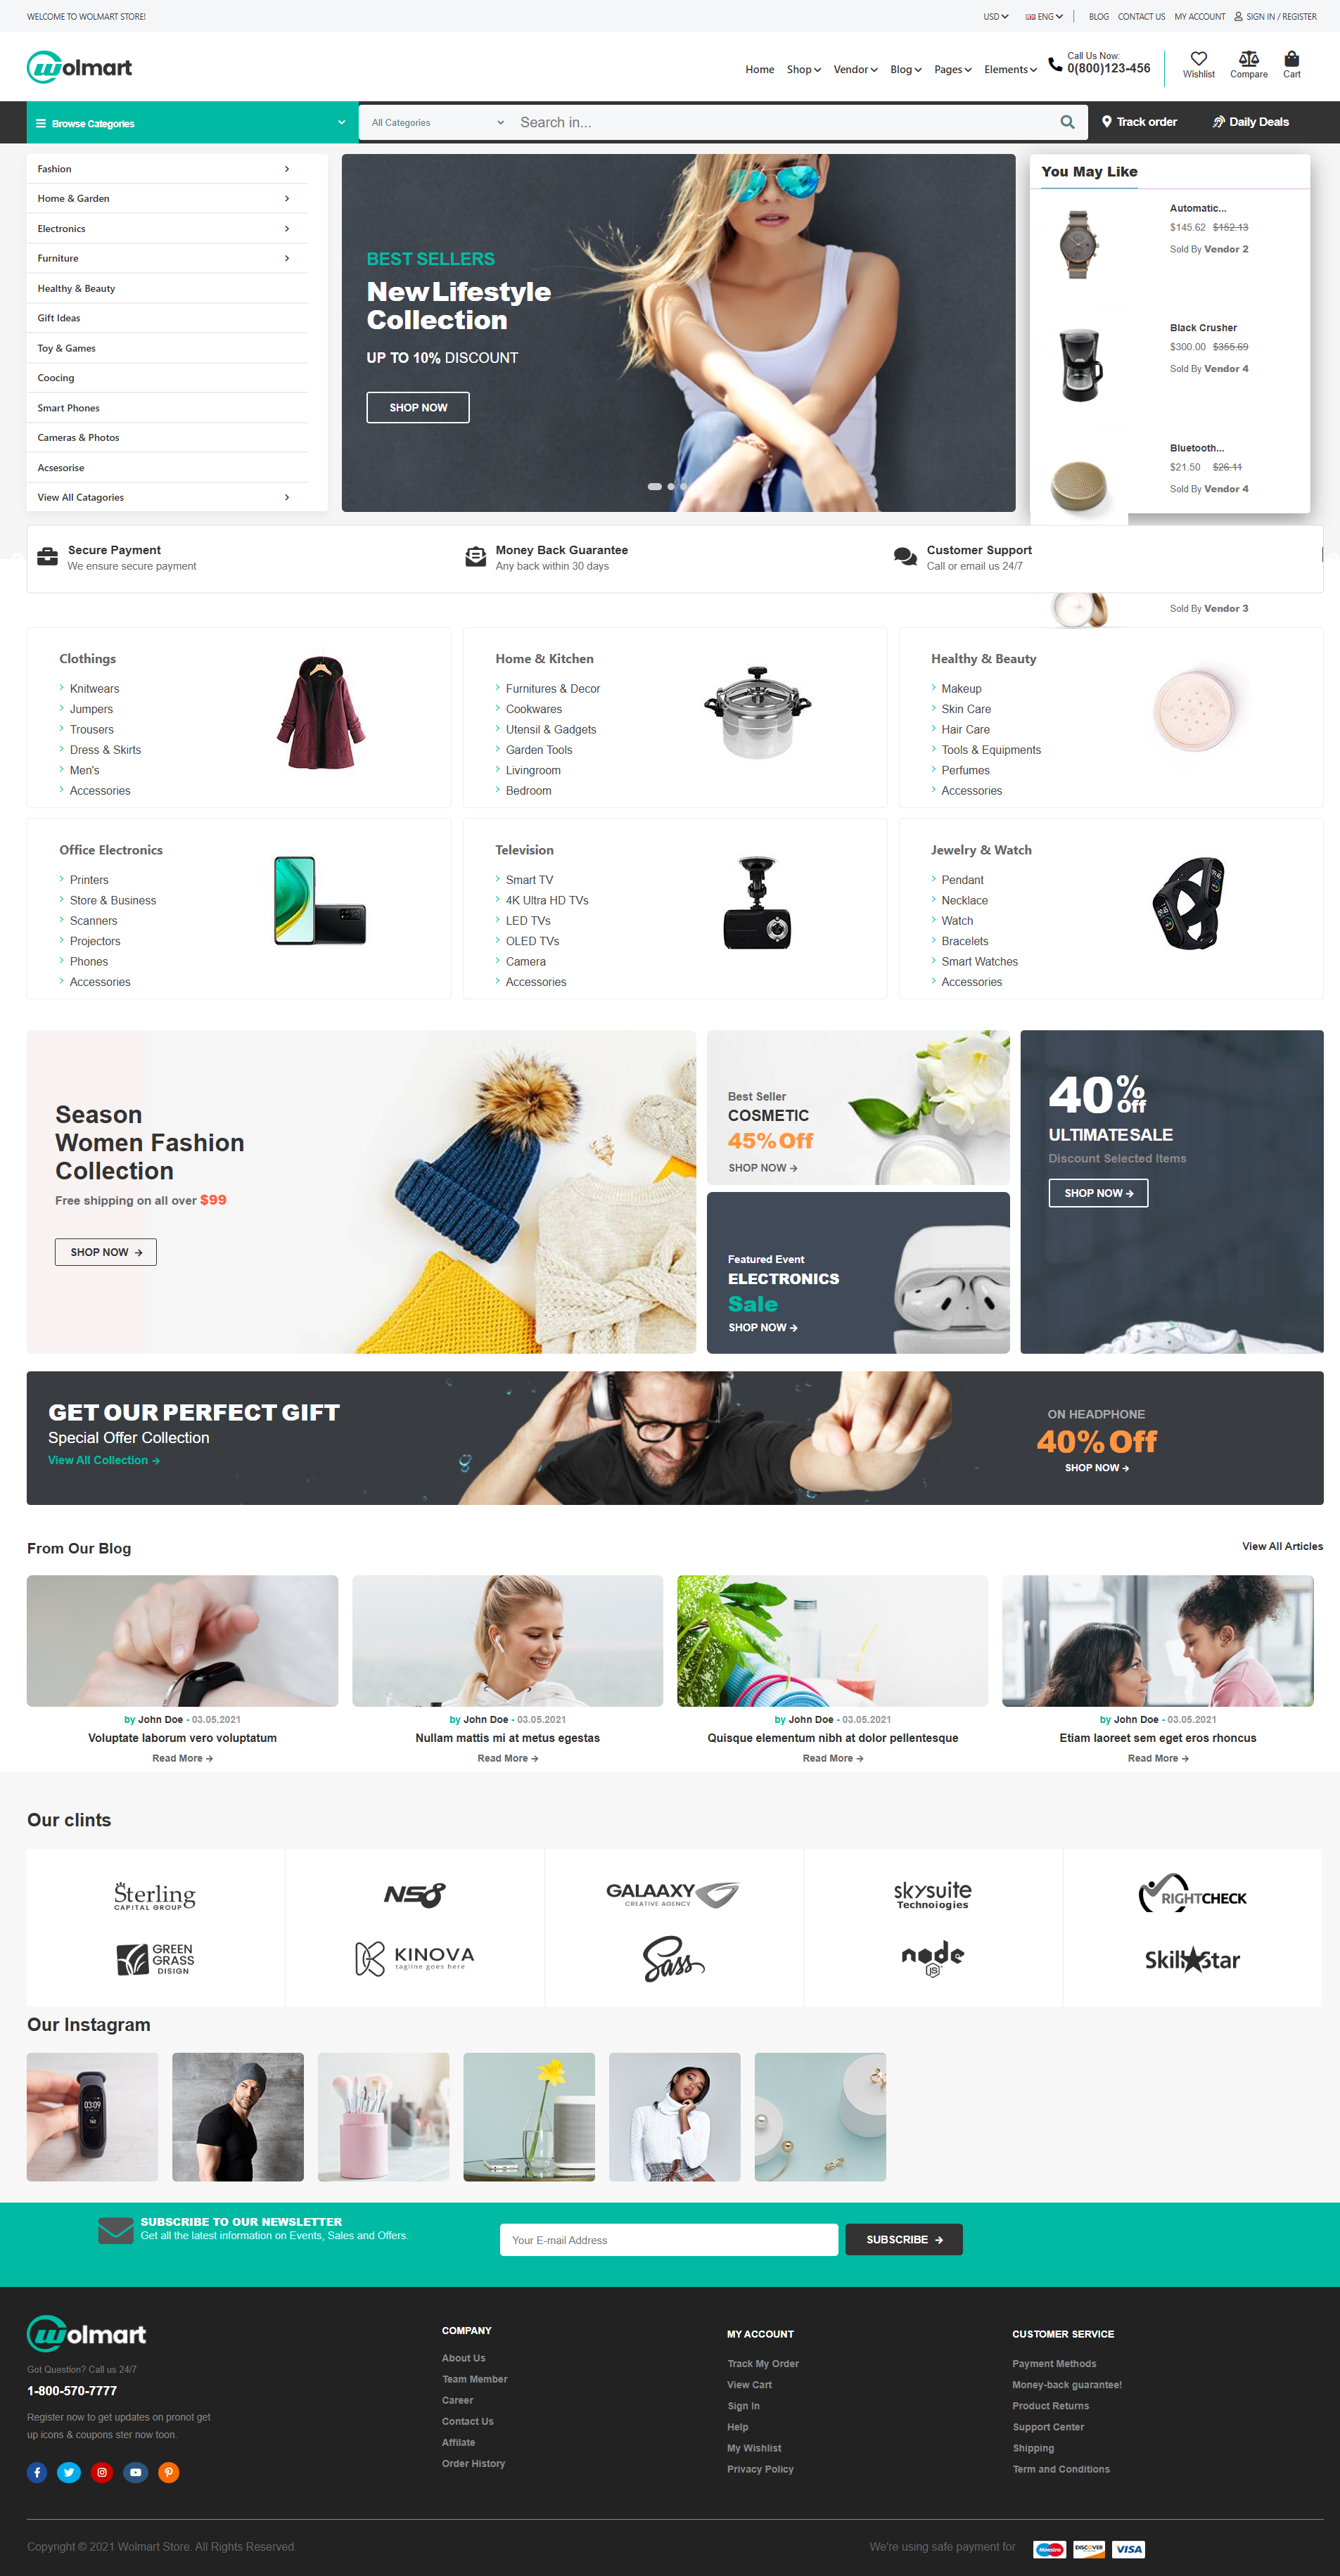 WELCOME TO WOLMART STORE!
USD ENG BLOG CONTACT US MY ACCOUNT SIGN IN / REGISTER
Wolmart
Home Shop Vendor Blog Pages Elements
Call Us Now:
0(800)123-456
Wishlist Compare Cart
Browse Categories
All Categories Search in...
Track order Daily Deals
Fashion
Home & Garden
Electronics
Furniture
Healthy & Beauty
Gift Ideas
Toy & Games
Coocing
Smart Phones
Cameras & Photos
Acsesorise
View All Catagories
BEST SELLERS
New Lifestyle
Collection
UP TO 10% DISCOUNT
SHOP NOW
You May Like
Automatic...
$145.62 $152.13
Sold By Vendor 2
Black Crusher
$300.00 $355.69
Sold By Vendor 4
Bluetooth...
$21.50 $26.11
Sold By Vendor 4
Secure Payment
We ensure secure payment
Money Back Guarantee
Any back within 30 days
Customer Support
Call or email us 24/7
Sold By Vendor 3
Clothings
Knitwears
Jumpers
Trousers
Dress & Skirts
Men's
Accessories
Home & Kitchen
Furnitures & Decor
Cookwares
Utensil & Gadgets
Garden Tools
Livingroom
Bedroom
Healthy & Beauty
Makeup
Skin Care
Hair Care
Tools & Equipments
Perfumes
Accessories
Office Electronics
Printers
Store & Business
Scanners
Projectors
Phones
Accessories
Television
Smart TV
4K Ultra HD TVs
LED TVs
OLED TVs
Camera
Accessories
Jewelry & Watch
Pendant
Necklace
Watch
Bracelets
Smart Watches
Accessories
Season
Women Fashion
Collection
Free shipping on all over $99
SHOP NOW
Best Seller
COSMETIC
45% Off
SHOP NOW
Featured Event
ELECTRONICS
Sale
SHOP NOW
40% Off
ULTIMATE SALE
Discount Selected Items
SHOP NOW
GET OUR PERFECT GIFT
Special Offer Collection
View All Collection
ON HEADPHONE
40% Off
SHOP NOW
From Our Blog
View All Articles
by John Doe - 03.05.2021
Voluptate laborum vero voluptatum
Read More
by John Doe - 03.05.2021
Nullam mattis mi at metus egestas
Read More
by John Doe - 03.05.2021
Quisque elementum nibh at dolor pellentesque
Read More
by John Doe - 03.05.2021
Etiam laoreet sem eget eros rhoncus
Read More
Our clints
Sterling
CAPITAL GROUP
NS8
GALAAXY
CREATIVE AGENCY
skysuite
Technoiogies
RIGHTCHECK
GREEN
GRASS
DISIGN
KINOVA
tagline goes here
Sass
node
JS
Skill Star
Our Instagram
03:09
SUBSCRIBE TO OUR NEWSLETTER
Get all the latest information on Events, Sales and Offers.
Your E-mail Address
SUBSCRIBE
Wolmart
Got Question? Call us 24/7
1-800-570-7777
Register now to get updates on pronot get
up icons & coupons ster now toon.
COMPANY
About Us
Team Member
Career
Contact Us
Affilate
Order History
MY ACCOUNT
Track My Order
View Cart
Sign In
Help
My Wishlist
Privacy Policy
CUSTOMER SERVICE
Payment Methods
Money-back guarantee!
Product Returns
Support Center
Shipping
Term and Conditions
Copyright © 2021 Wolmart Store. All Rights Reserved.
We're using safe payment for
Maestro DISCOVER VISA